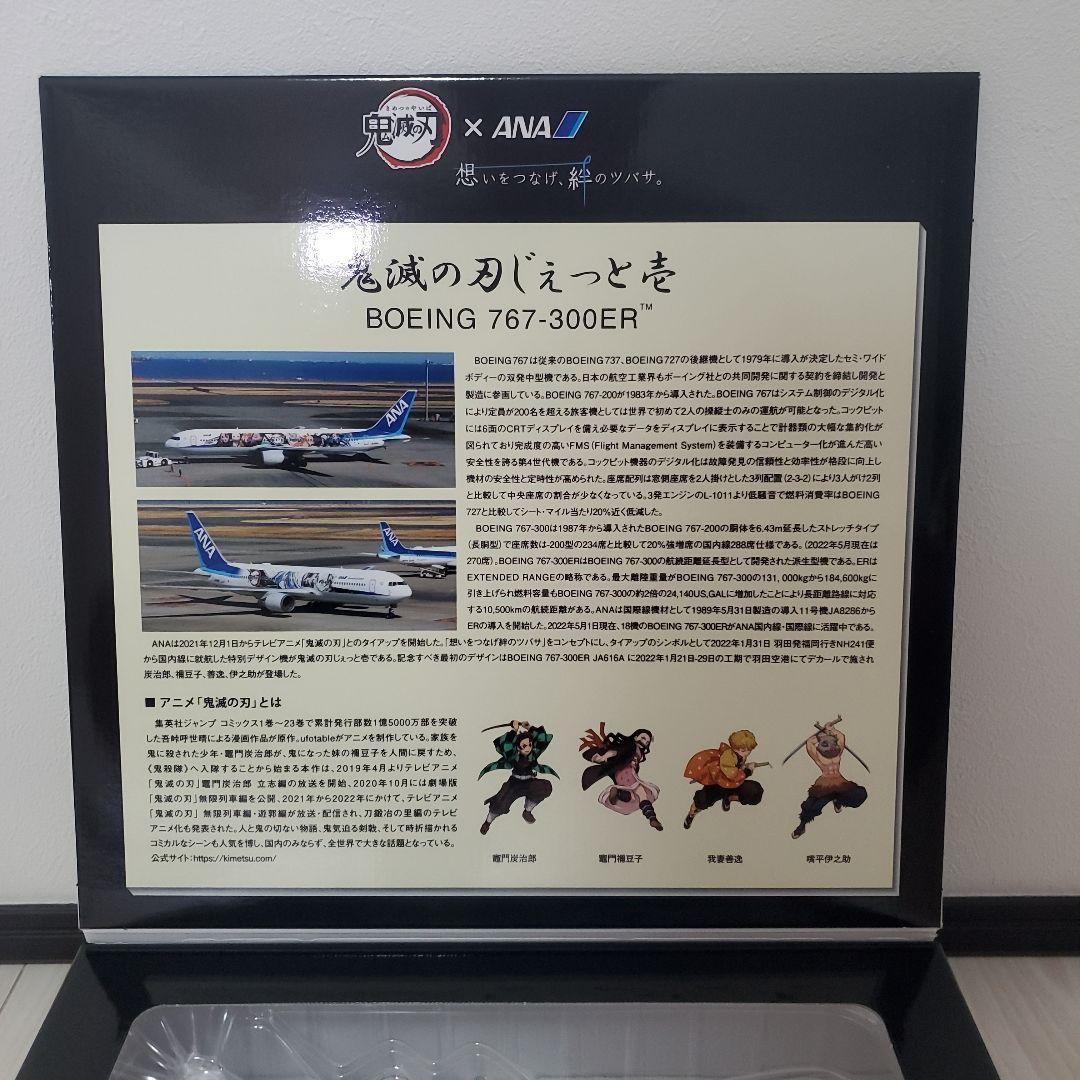 きめつのやいば
鬼滅の刃 × ANA
想いをつなげ、絆のツバサ。
鬼滅の刃じぇっと壱
BOEING 767-300ER™
BOEING767は従来のBOEING737、BOEING727の後継機として1979年に導入が決定したセミ・ワイド
ボディーの双発中型機である。日本の航空工業界もボーイング社との共同開発に関する契約を締結し開発と
製造に参画している。BOEING 767-200が1983年から導入された。BOEING 767はシステム制御のデジタル化
により定員が200名を超える旅客機としては世界で初めて2人の操縦士のみの運航が可能となった。コックピット
には6面のCRTディスプレイを備え必要なデータをディスプレイに表示することで計器類の大幅な集約化が
図られており完成度の高いFMS(Flight Management System)を装備するコンピューター化が進んだ高い
安全性を誇る第4世代機である。コックピット機器のデジタル化は故障発見の信頼性と効率性が格段に向上し
機材の安全性と定時性が高められた。座席配列は窓側座席を2人掛けとした3列配置(2-3-2)により3人がけ2列
と比較して中央座席の割合が少なくなっている。3発エンジンのL-1011より低騒音で燃料消費率はBOEING
727と比較してシート・マイル当たり20%近く低減した。
BOEING 767-300は1987年から導入されたBOEING 767-200の胴体を6.43m延長したストレッチタイプ
(長胴型)で座席数は-200型の234席と比較して20%強増席の国内線288席仕様である。(2022年5月現在は
270席)。BOEING 767-300ERはBOEING 767-300の航続距離延長型として開発された派生型機である。ERは
EXTENDED RANGEの略称である。最大離陸重量がBOEING 767-300の131, 000kgから184,600kgに
引き上げられ燃料容量もBOEING 767-300の約2倍の24,140US,GALに増加したことにより長距離路線に対応
する10,500kmの航続距離がある。ANAは国際線機材として1989年5月31日製造の導入11号機JA8286から
ERの導入を開始した。2022年5月1日現在、18機のBOEING 767-300ERがANA国内線・国際線に活躍中である。
ANAは2021年12月1日からテレビアニメ「鬼滅の刃」とのタイアップを開始した。「想いをつなげ絆のツバサ」をコンセプトにし、タイアップのシンボルとして2022年1月31日 羽田発福岡行きNH241便
から国内線に就航した特別デザイン機が鬼滅の刃じぇっと壱である。記念すべき最初のデザインはBOEING 767-300ER JA616A に2022年1月21日-29日の工期で羽田空港にてデカールで施され
炭治郎、禰豆子、善逸、伊之助が登場した。
■ アニメ「鬼滅の刃」とは
集英社ジャンプ コミックス1巻〜23巻で累計発行部数1億5000万部を突破
した吾峠呼世晴による漫画作品が原作。ufotableがアニメを制作している。家族を
鬼に殺された少年・竈門炭治郎が、鬼になった妹の禰豆子を人間に戻すため、
《鬼殺隊》へ入隊することから始まる本作は、2019年4月よりテレビアニメ
「鬼滅の刃」竈門炭治郎 立志編の放送を開始、2020年10月には劇場版
「鬼滅の刃」無限列車編を公開、2021年から2022年にかけて、テレビアニメ
「鬼滅の刃」 無限列車編・遊郭編が放送・配信され、刀鍛冶の里編のテレビ
アニメ化も発表された。人と鬼の切ない物語、鬼気迫る剣戟、そして時折描かれる
コミカルなシーンも人気を博し、国内のみならず、全世界で大きな話題となっている。
公式サイト:https://kimetsu.com/
竈門炭治郎
竈門禰豆子
我妻善逸
嘴平伊之助
ANA
ANA
ANA
ANA